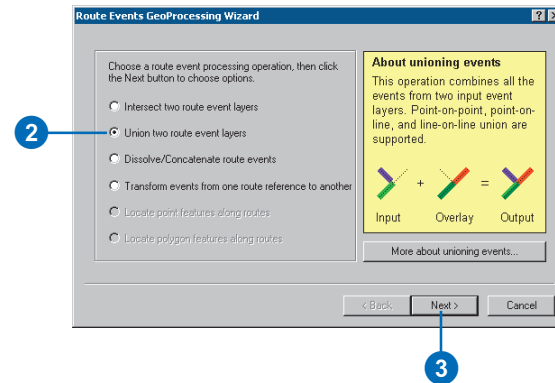 Route Events GeoProcessing Wizard
Choose a route event processing operation, then click
the Next button to choose options.
Intersect two route event layers
2
Union two route event layers
Dissolve/Concatenate route events
Transform events from one route reference to another
Locate point features along routes
Locate polygon features along routes
About unioning events
This operation combines all the
events from two input event
layers. Point-on-point, point-on-
line, and line-on-line union are
supported.
+ =
Input Overlay Output
More about unioning events...
< Back Next > Cancel
3